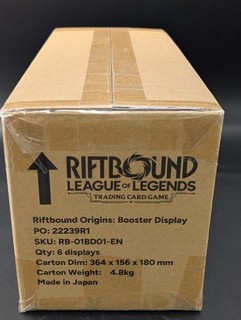 RIFTBOUND
LEAGUE OF LEGENDS
TRADING CARD GAME
Riftbound Origins: Booster Display
PO: 22239R1
SKU: RB-01BD01-EN
Qty: 6 displays
Carton Dim: 364 x 156 x 180 mm
Carton Weight: 4.8kg
Made in Japan